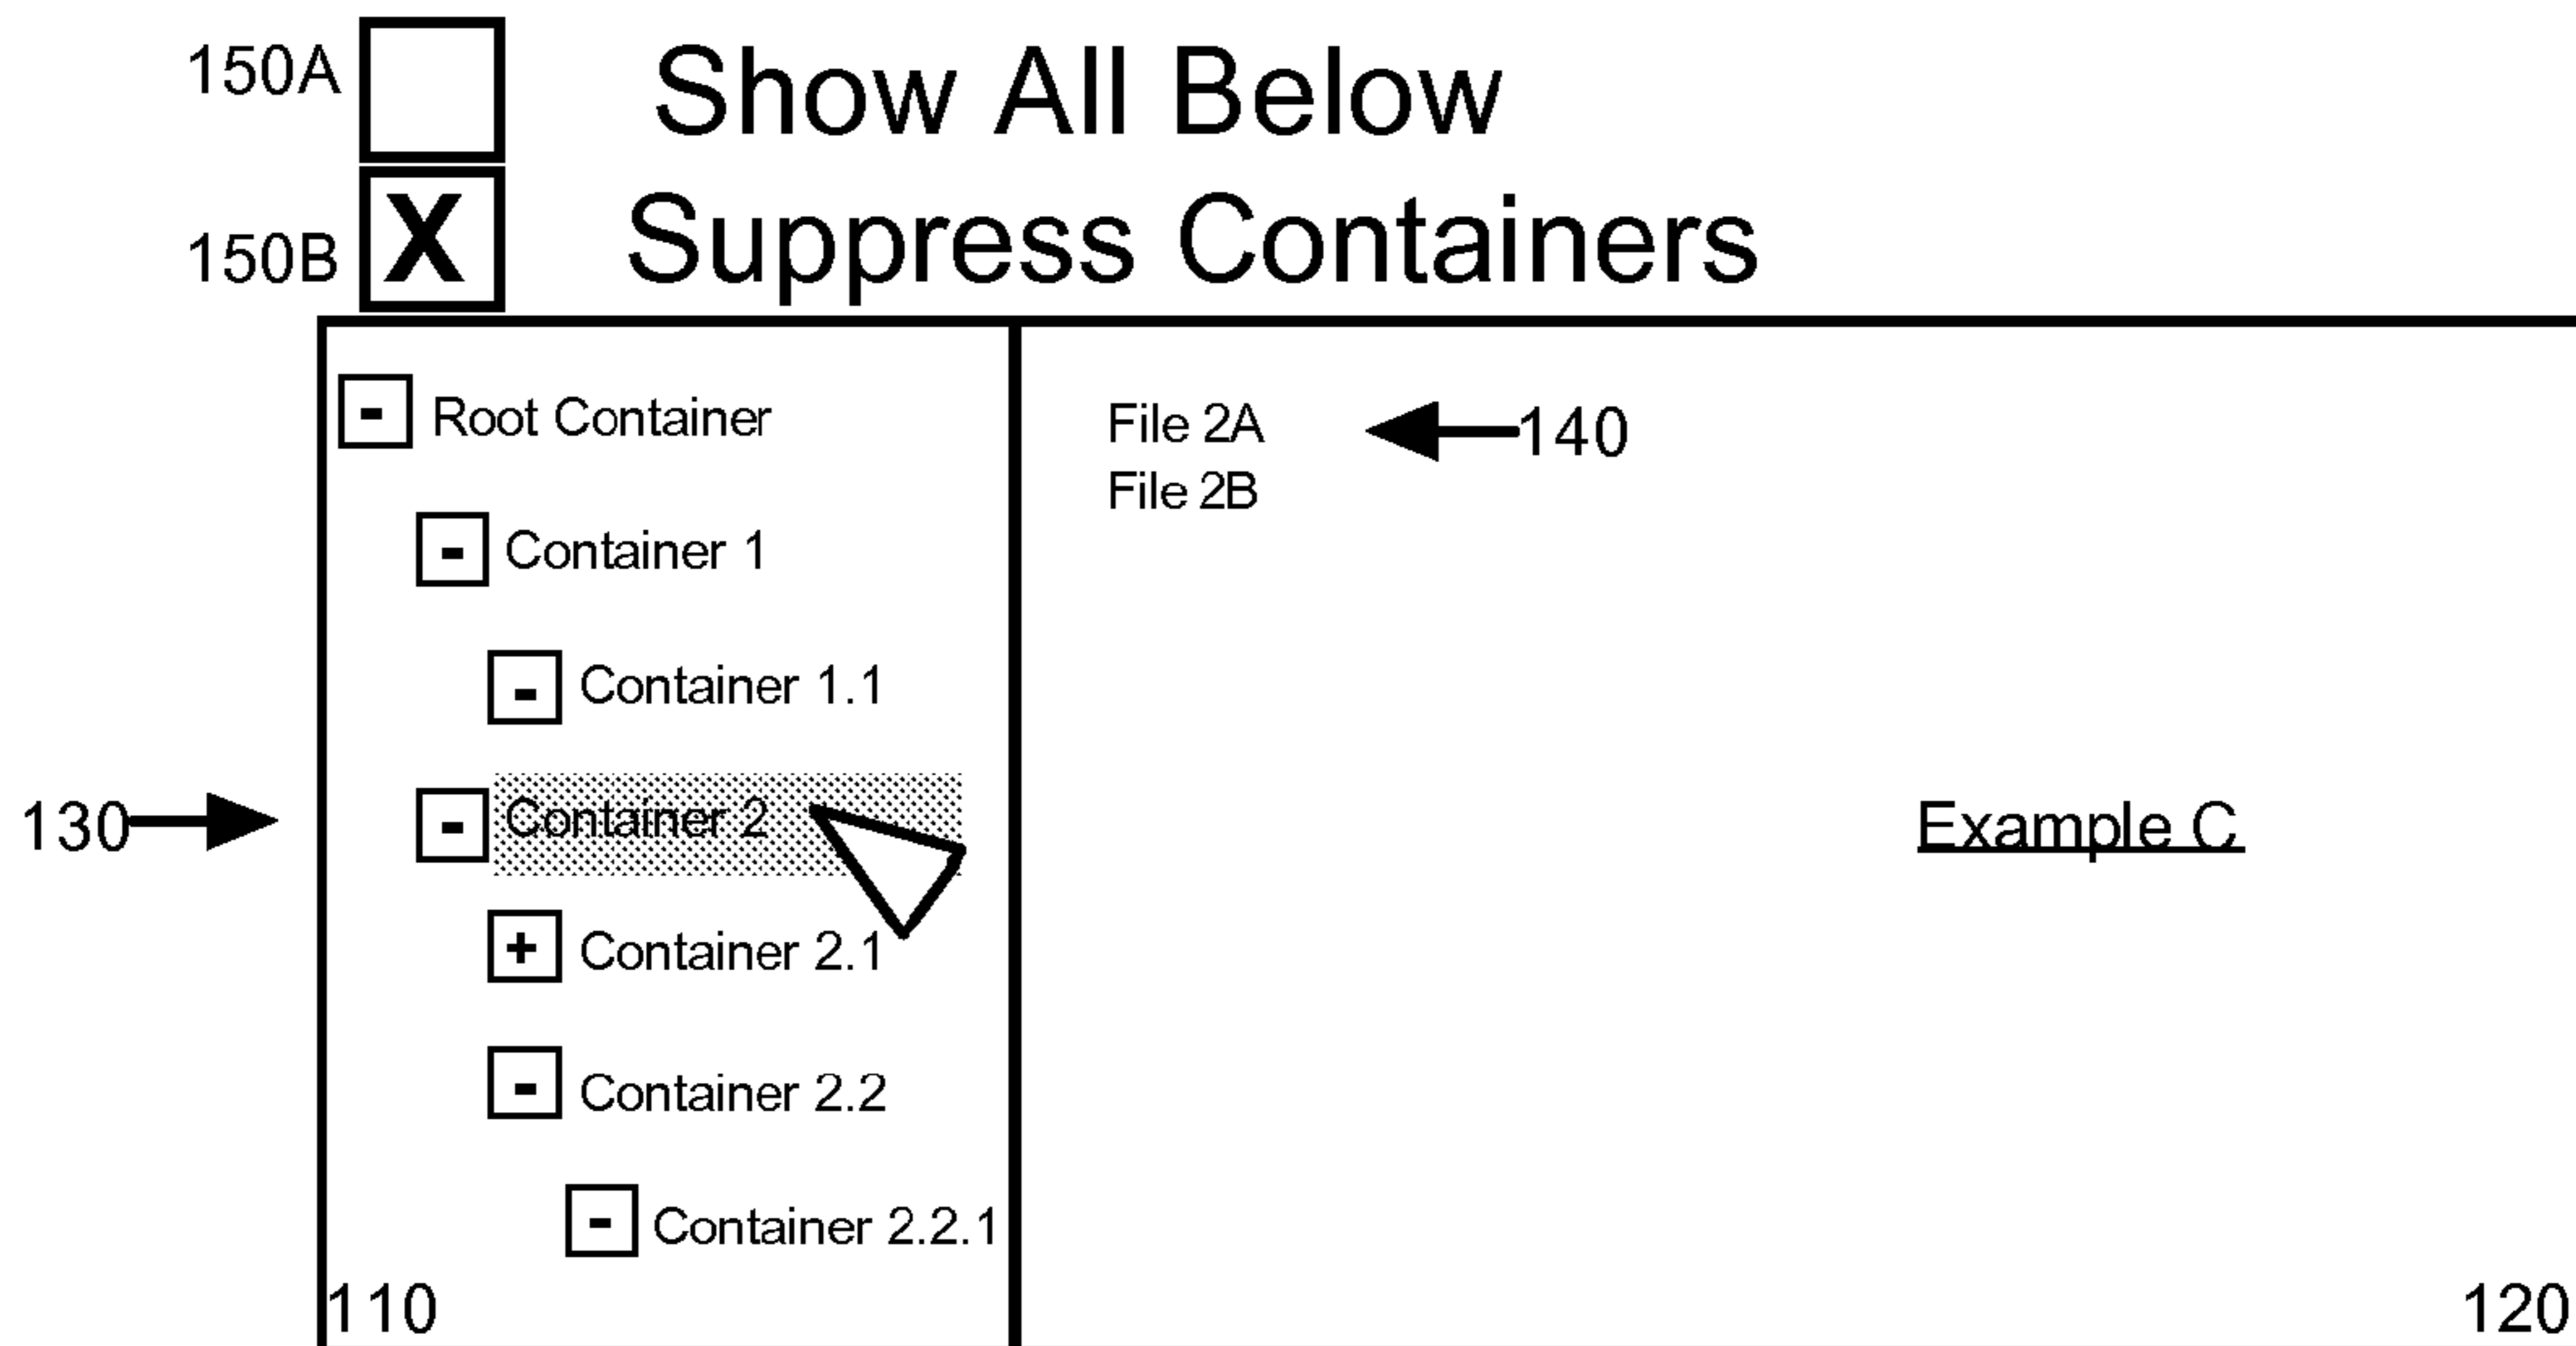 150A Show All Below
150B X Suppress Containers
- Root Container
File 2A 140
File 2B
- Container 1
- Container 1.1
130 - Container 2
Example C
+ Container 2.1
- Container 2.2
- Container 2.2.1
110
120